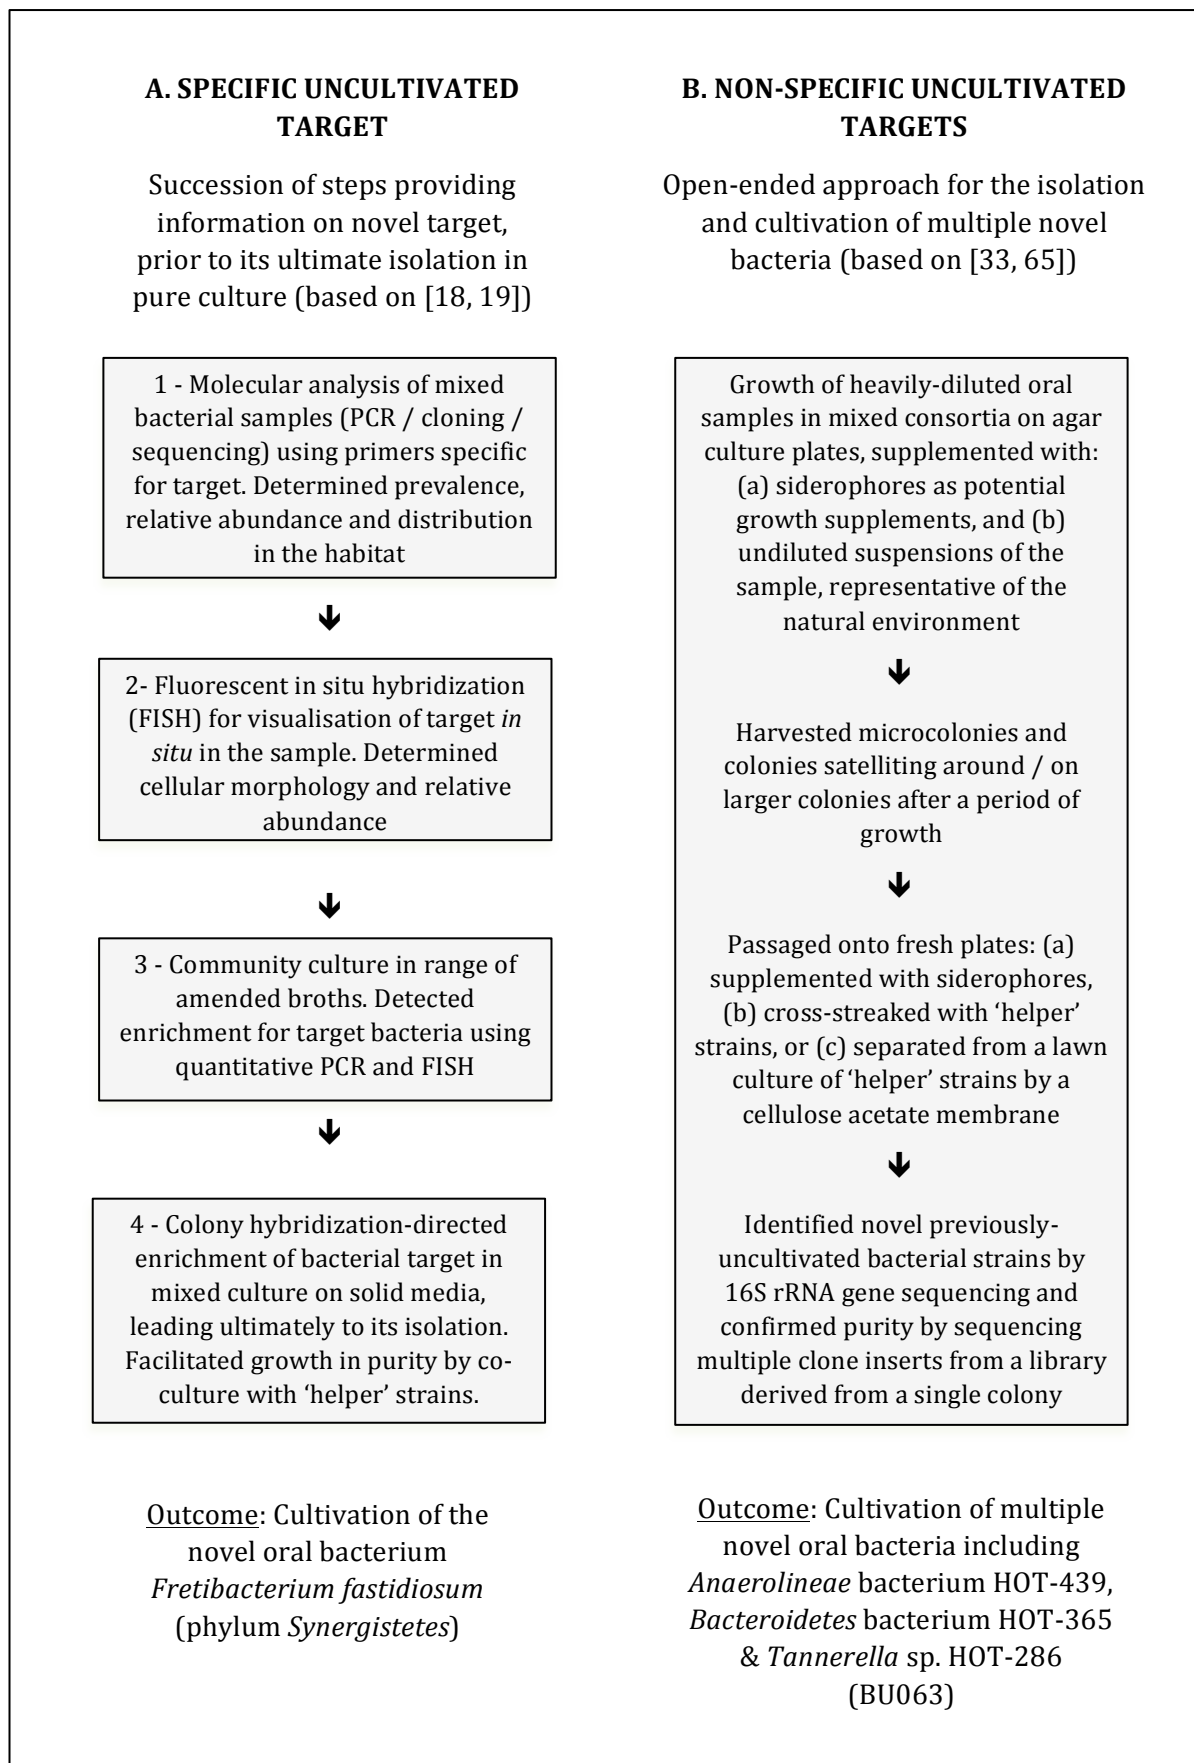 A. SPECIFIC UNCULTIVATED
TARGET
Succession of steps providing
information on novel target,
prior to its ultimate isolation in
pure culture (based on [18, 19])
1 - Molecular analysis of mixed
bacterial samples (PCR / cloning /
sequencing) using primers specific
for target. Determined prevalence,
relative abundance and distribution
in the habitat
2- Fluorescent in situ hybridization
(FISH) for visualisation of target in
situ in the sample. Determined
cellular morphology and relative
abundance
3 - Community culture in range of
amended broths. Detected
enrichment for target bacteria using
quantitative PCR and FISH
4 - Colony hybridization-directed
enrichment of bacterial target in
mixed culture on solid media,
leading ultimately to its isolation.
Facilitated growth in purity by co-
culture with ‘helper’ strains.
Outcome: Cultivation of the
novel oral bacterium
Fretibacterium fastidiosum
(phylum Synergistetes)
B. NON-SPECIFIC UNCULTIVATED
TARGETS
Open-ended approach for the isolation
and cultivation of multiple novel
bacteria (based on [33, 65])
Growth of heavily-diluted oral
samples in mixed consortia on agar
culture plates, supplemented with:
(a) siderophores as potential
growth supplements, and (b)
undiluted suspensions of the
sample, representative of the
natural environment
Harvested microcolonies and
colonies satelliting around / on
larger colonies after a period of
growth
Passaged onto fresh plates: (a)
supplemented with siderophores,
(b) cross-streaked with ‘helper’
strains, or (c) separated from a lawn
culture of ‘helper’ strains by a
cellulose acetate membrane
Identified novel previously-
uncultivated bacterial strains by
16S rRNA gene sequencing and
confirmed purity by sequencing
multiple clone inserts from a library
derived from a single colony
Outcome: Cultivation of multiple
novel oral bacteria including
Anaerolineae bacterium HOT-439,
Bacteroidetes bacterium HOT-365
& Tannerella sp. HOT-286
(BU063)